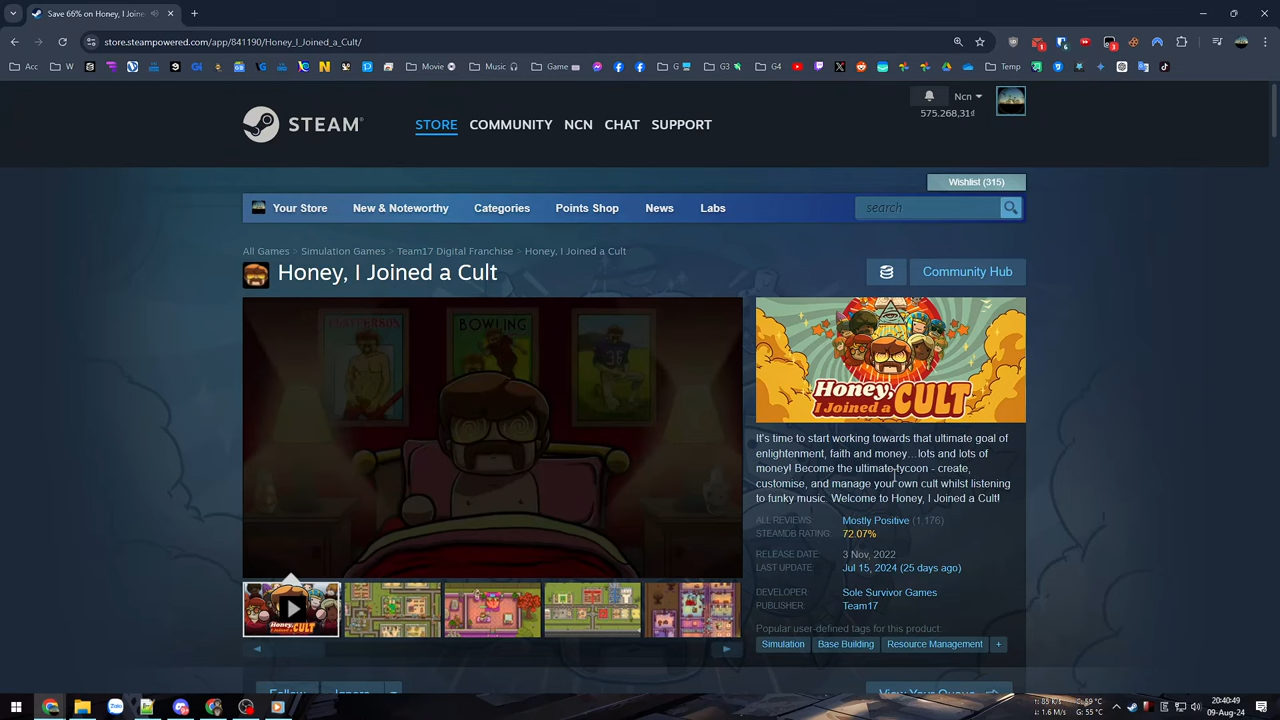 Save 66% on Honey, I Joine
store.steampowered.com/app/841190/Honey_I_Joined_a_Cult/
Acc
W
Movie
Music
Game
G
G3
G4
Temp
STEAM
STORE
COMMUNITY
NCN
CHAT
SUPPORT
Ncn
575.268,31₫
Wishlist (315)
Your Store
New & Noteworthy
Categories
Points Shop
News
Labs
search
All Games > Simulation Games > Team17 Digital Franchise > Honey, I Joined a Cult
Honey, I Joined a Cult
Community Hub
BOWLING
36
Honey,
I Joined a CULT
It's time to start working towards that ultimate goal of
enlightenment, faith and money...lots and lots of
money! Become the ultimate tycoon - create,
customise, and manage your own cult whilst listening
to funky music. Welcome to Honey, I Joined a Cult!
ALL REVIEWS: Mostly Positive (1,176)
STEAMDB RATING: 72.07%
RELEASE DATE: 3 Nov, 2022
LAST UPDATE: Jul 15, 2024 (25 days ago)
DEVELOPER: Sole Survivor Games
PUBLISHER: Team17
Popular user-defined tags for this product:
Simulation
Base Building
Resource Management
+
Follow
Ignore
View Your Queue
20:40:49
09-Aug-24